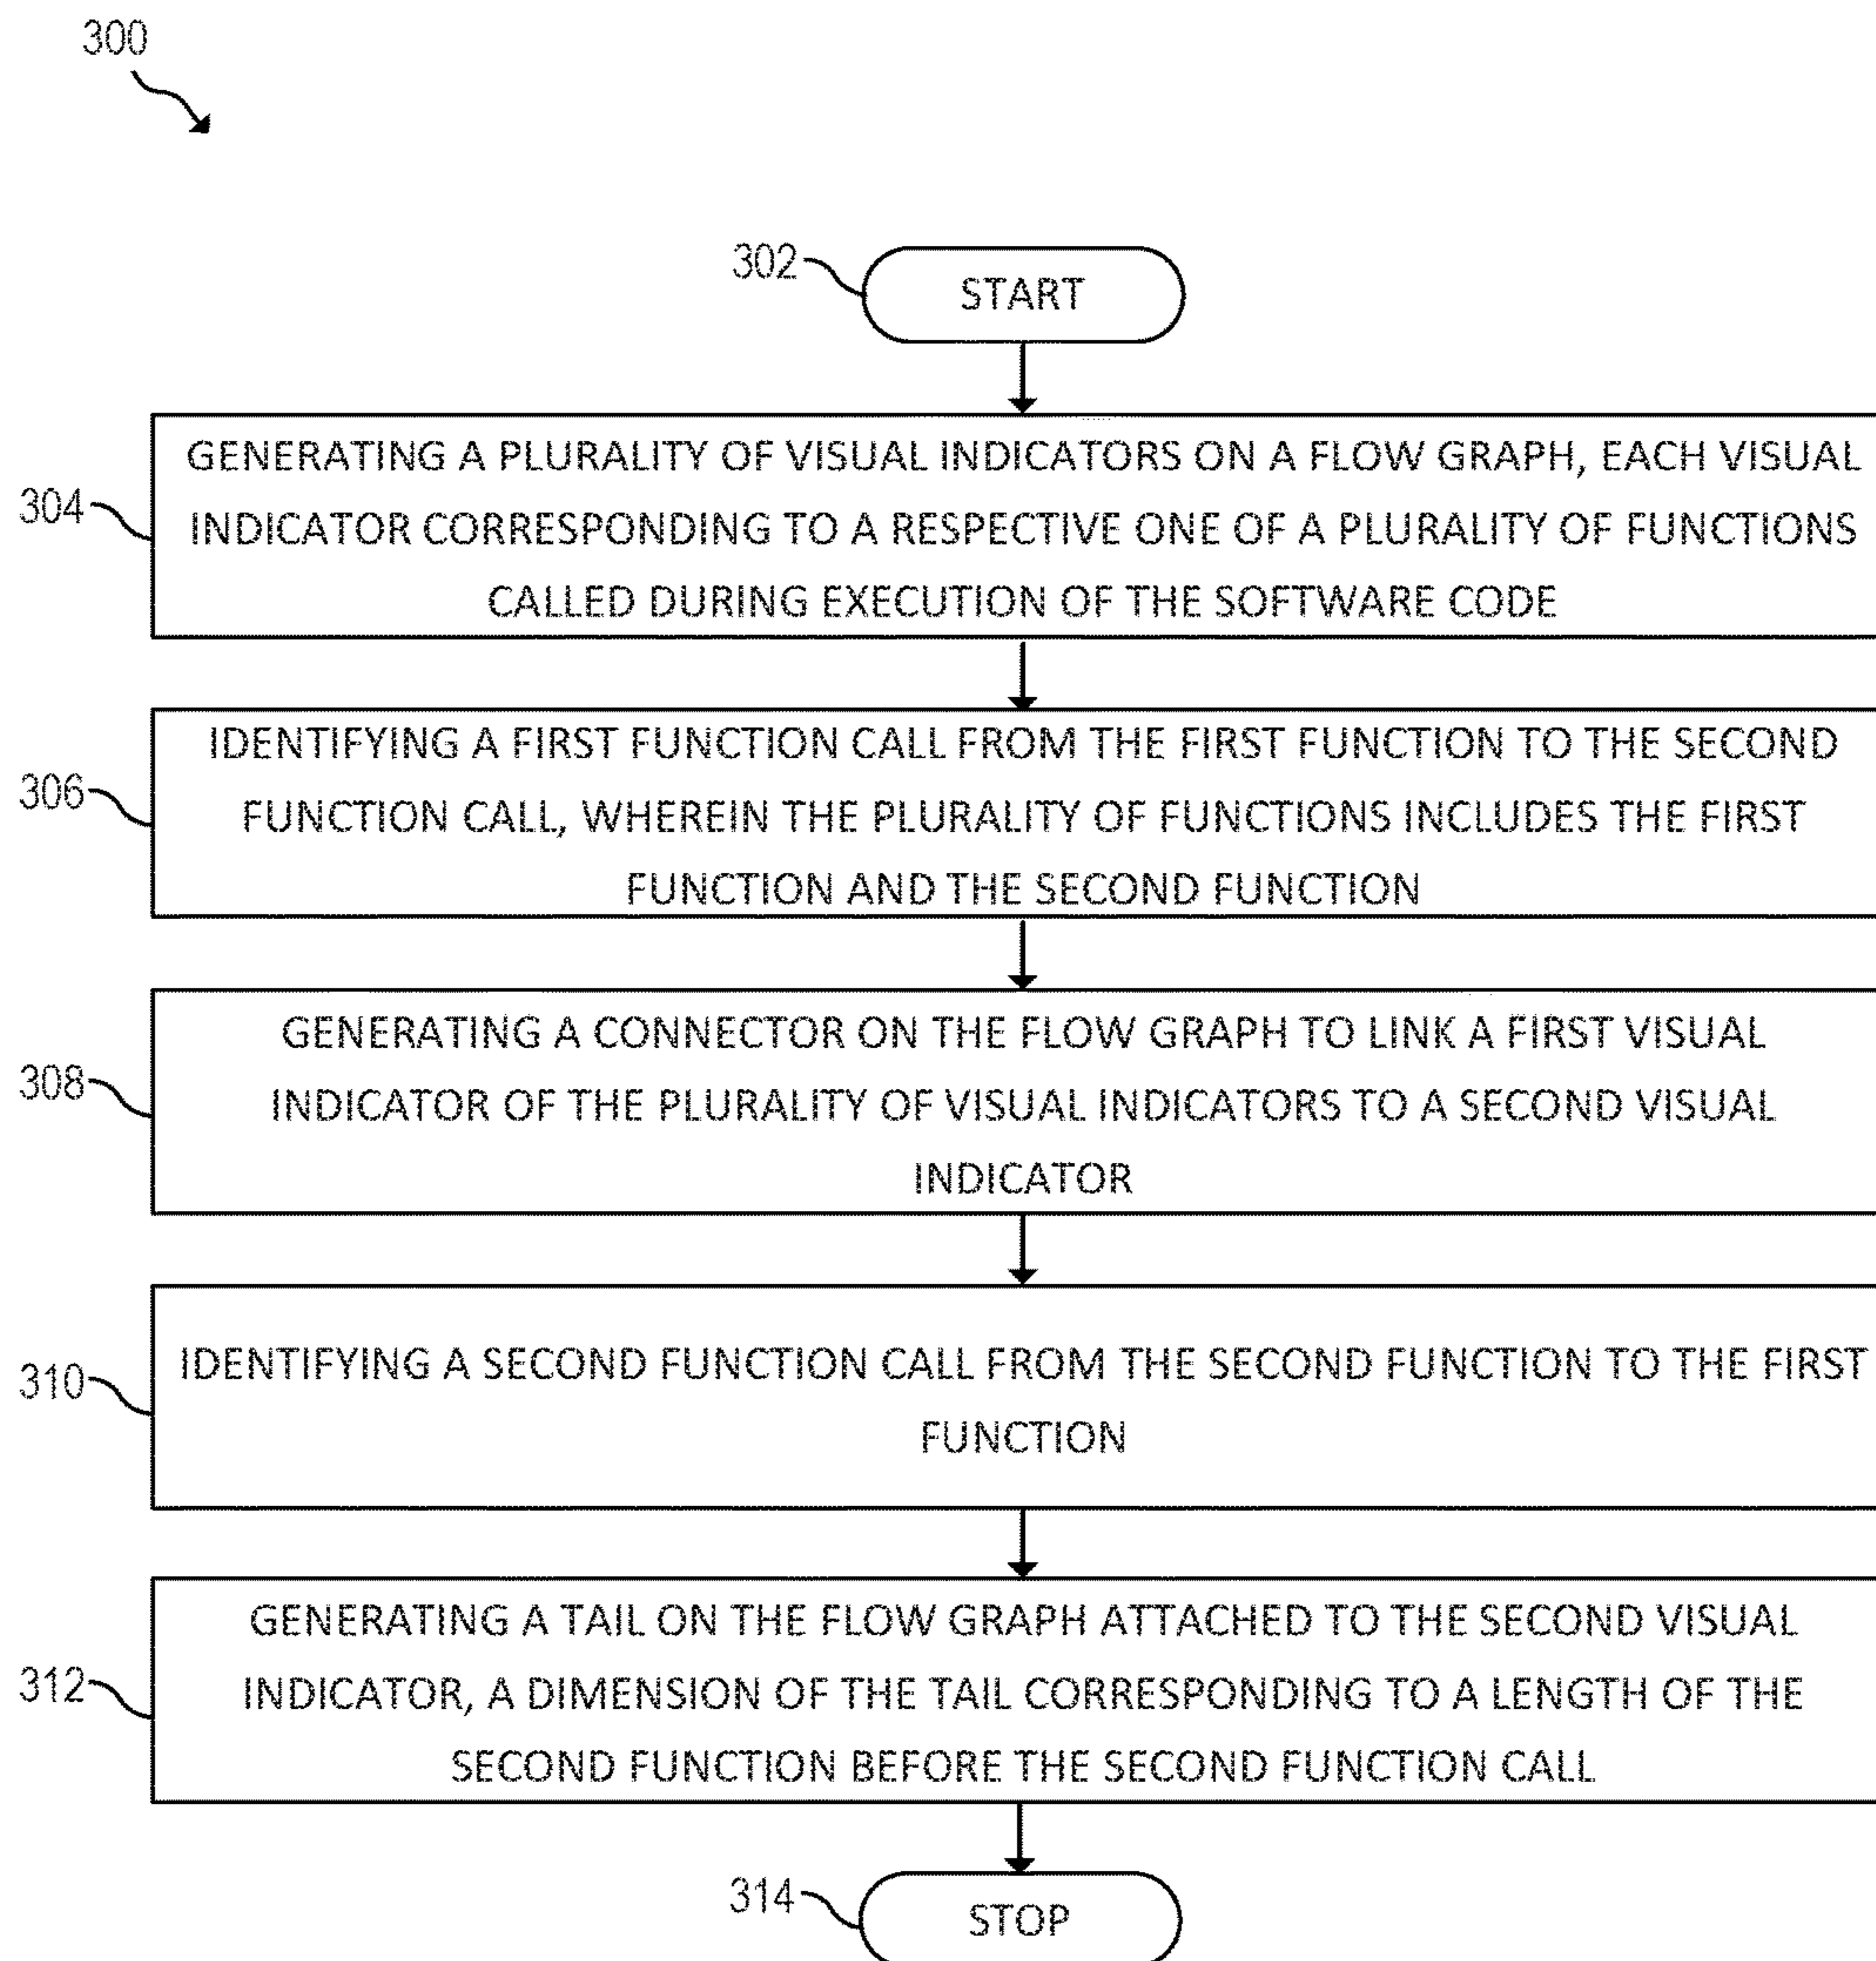 300
302
START
304
GENERATING A PLURALITY OF VISUAL INDICATORS ON A FLOW GRAPH, EACH VISUAL
INDICATOR CORRESPONDING TO A RESPECTIVE ONE OF A PLURALITY OF FUNCTIONS
CALLED DURING EXECUTION OF THE SOFTWARE CODE
306
IDENTIFYING A FIRST FUNCTION CALL FROM THE FIRST FUNCTION TO THE SECOND
FUNCTION CALL, WHEREIN THE PLURALITY OF FUNCTIONS INCLUDES THE FIRST
FUNCTION AND THE SECOND FUNCTION
308
GENERATING A CONNECTOR ON THE FLOW GRAPH TO LINK A FIRST VISUAL
INDICATOR OF THE PLURALITY OF VISUAL INDICATORS TO A SECOND VISUAL
INDICATOR
310
IDENTIFYING A SECOND FUNCTION CALL FROM THE SECOND FUNCTION TO THE FIRST
FUNCTION
312
GENERATING A TAIL ON THE FLOW GRAPH ATTACHED TO THE SECOND VISUAL
INDICATOR, A DIMENSION OF THE TAIL CORRESPONDING TO A LENGTH OF THE
SECOND FUNCTION BEFORE THE SECOND FUNCTION CALL
314
STOP